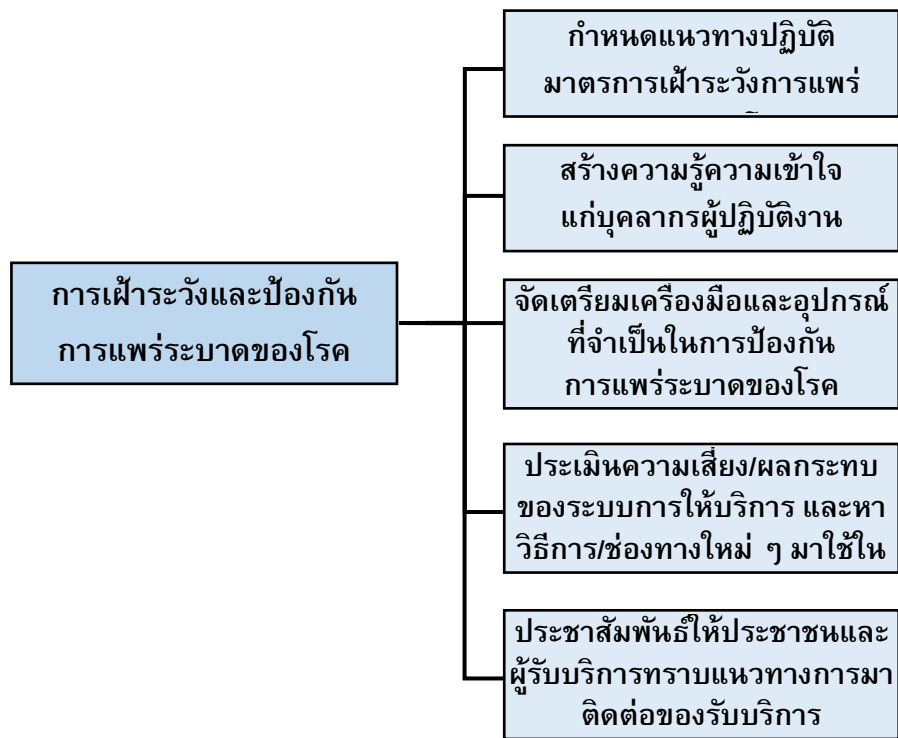 กำหนดแนวทางปฏิบัติ
มาตรการเฝ้าระวังการแพร่
สร้างความรู้ความเข้าใจ
แก่บุคลากรผู้ปฏิบัติงาน
การเฝ้าระวังและป้องกัน
การแพร่ระบาดของโรค
จัดเตรียมเครื่องมือและอุปกรณ์
ที่จำเป็นในการป้องกัน
การแพร่ระบาดของโรค
ประเมินความเสี่ยง/ผลกระทบ
ของระบบการให้บริการ และหา
วิธีการ/ช่องทางใหม่ ๆ มาใช้ใน
ประชาสัมพันธ์ให้ประชาชนและ
ผู้รับบริการทราบแนวทางการมา
ติดต่อของรับบริการ